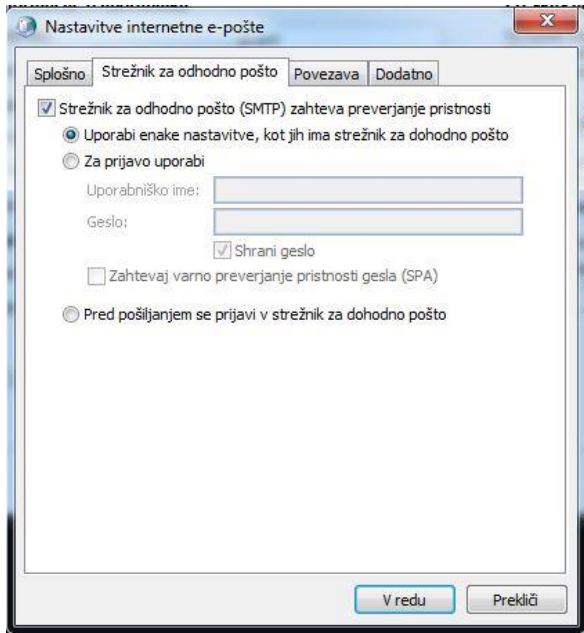 Nastavitve internetne e-pošte
Splošno Strežnik za odhodno pošto Povezava Dodatno
Strežnik za odhodno pošto (SMTP) zahteva preverjanje pristnosti
Uporabi enake nastavitve, kot jih ima strežnik za dohodno pošto
Za prijavo uporabi
Uporabniško ime:
Geslo:
Shrani geslo
Zahtevaj varno preverjanje pristnosti gesla (SPA)
Pred pošiljanjem se prijavi v strežnik za dohodno pošto
V redu Prekliči